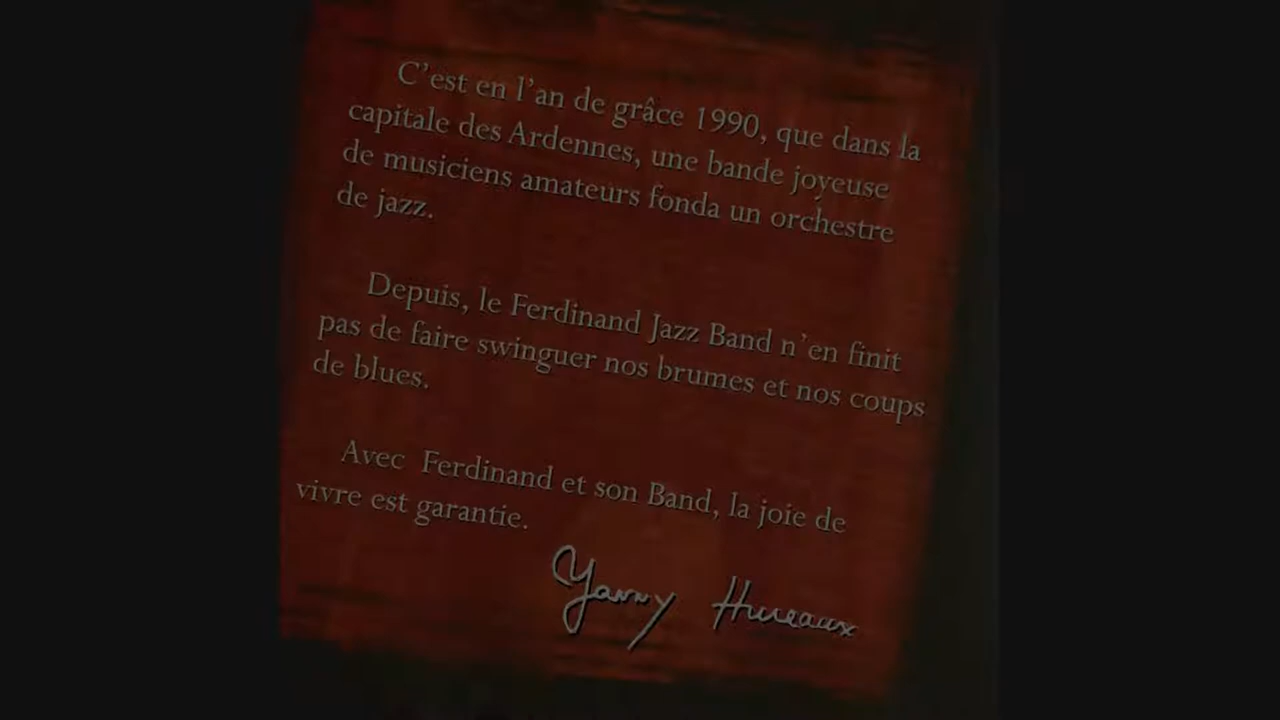 C'est en l'an de grâce 1990, que dans la
capitale des Ardennes, une bande joyeuse
de musiciens amateurs fonda un orchestre
de jazz.
Depuis, le Ferdinand Jazz Band n'en finit
pas de faire swinguer nos brumes et nos coups
de blues.
Avec Ferdinand et son Band, la joie de
vivre est garantie.
Yanny Hureaux